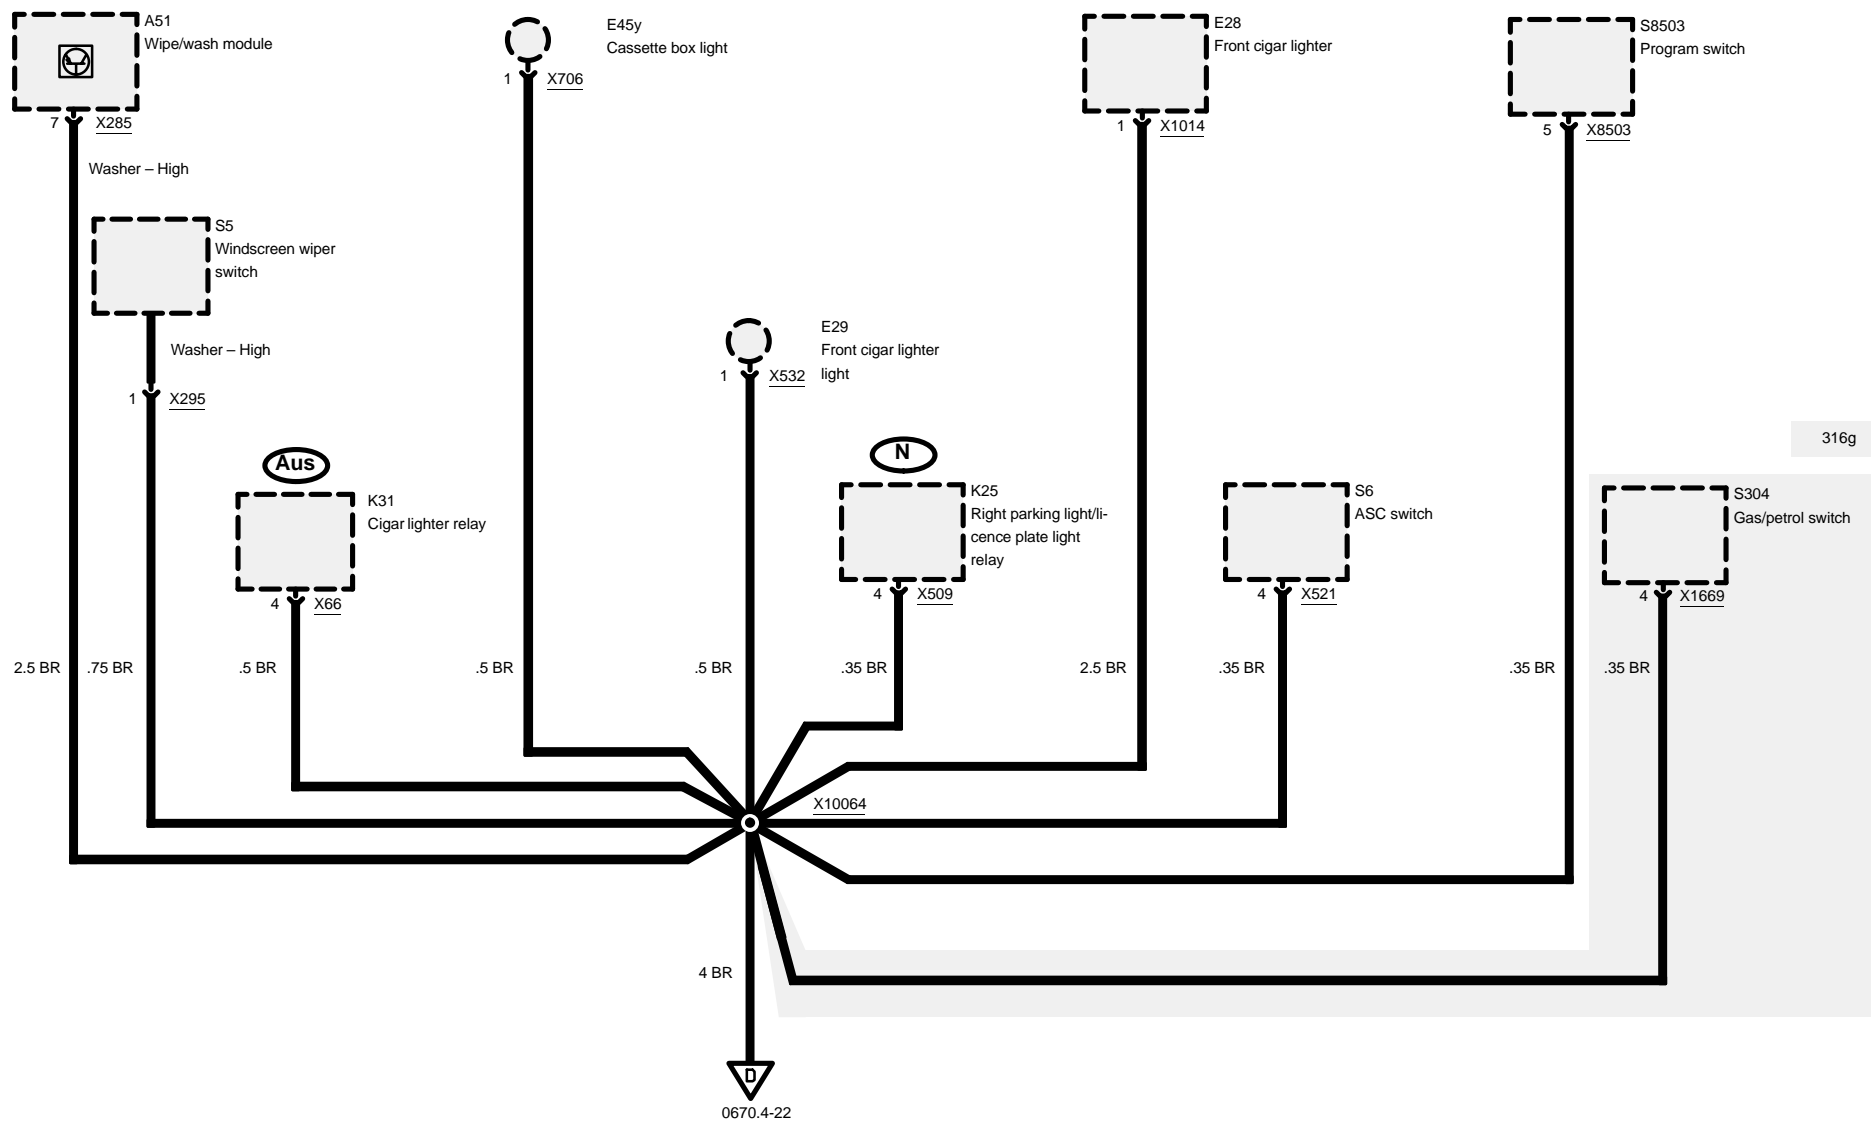 A51
Wipe/wash module
7 X285
Washer – High
E45y
Cassette box light
1 X706
E28
Front cigar lighter
1 X1014
S8503
Program switch
5 X8503
S5
Windscreen wiper
switch
Washer – High
1 X295
E29
Front cigar lighter
light
1 X532
Aus
K31
Cigar lighter relay
4 X66
N
K25
Right parking light/li-
cence plate light
relay
4 X509
S6
ASC switch
4 X521
316g
S304
Gas/petrol switch
4 X1669
2.5 BR
.75 BR
.5 BR
.5 BR
.5 BR
.35 BR
2.5 BR
.35 BR
.35 BR
.35 BR
X10064
4 BR
D
0670.4-22